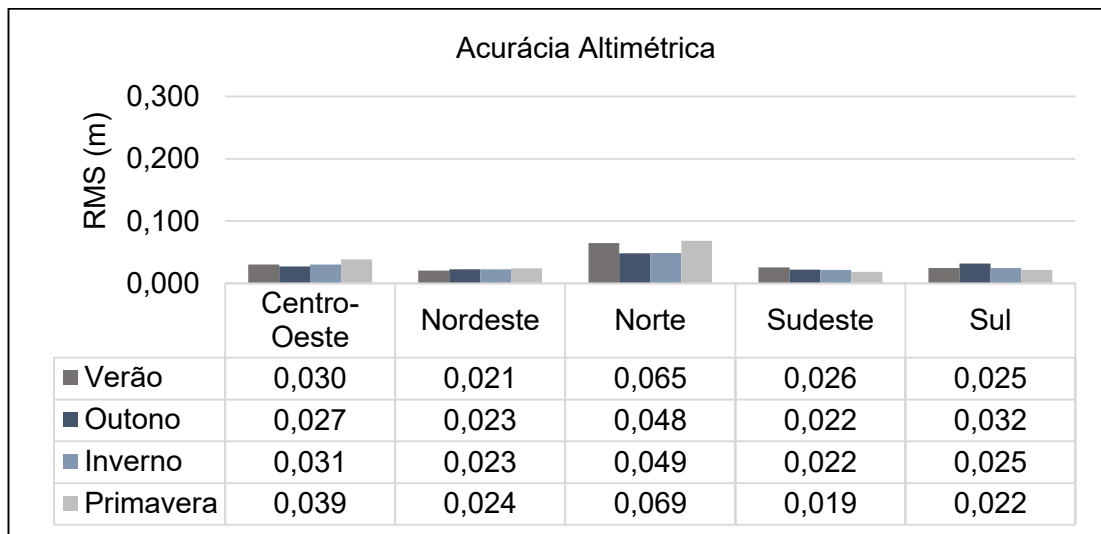 Acurácia Altimétrica
RMS (m)
0,300
0,200
0,100
0,000
Centro-
Oeste
Nordeste
Norte
Sudeste
Sul
Verão 0,030 0,021 0,065 0,026 0,025
Outono 0,027 0,023 0,048 0,022 0,032
Inverno 0,031 0,023 0,049 0,022 0,025
Primavera 0,039 0,024 0,069 0,019 0,022